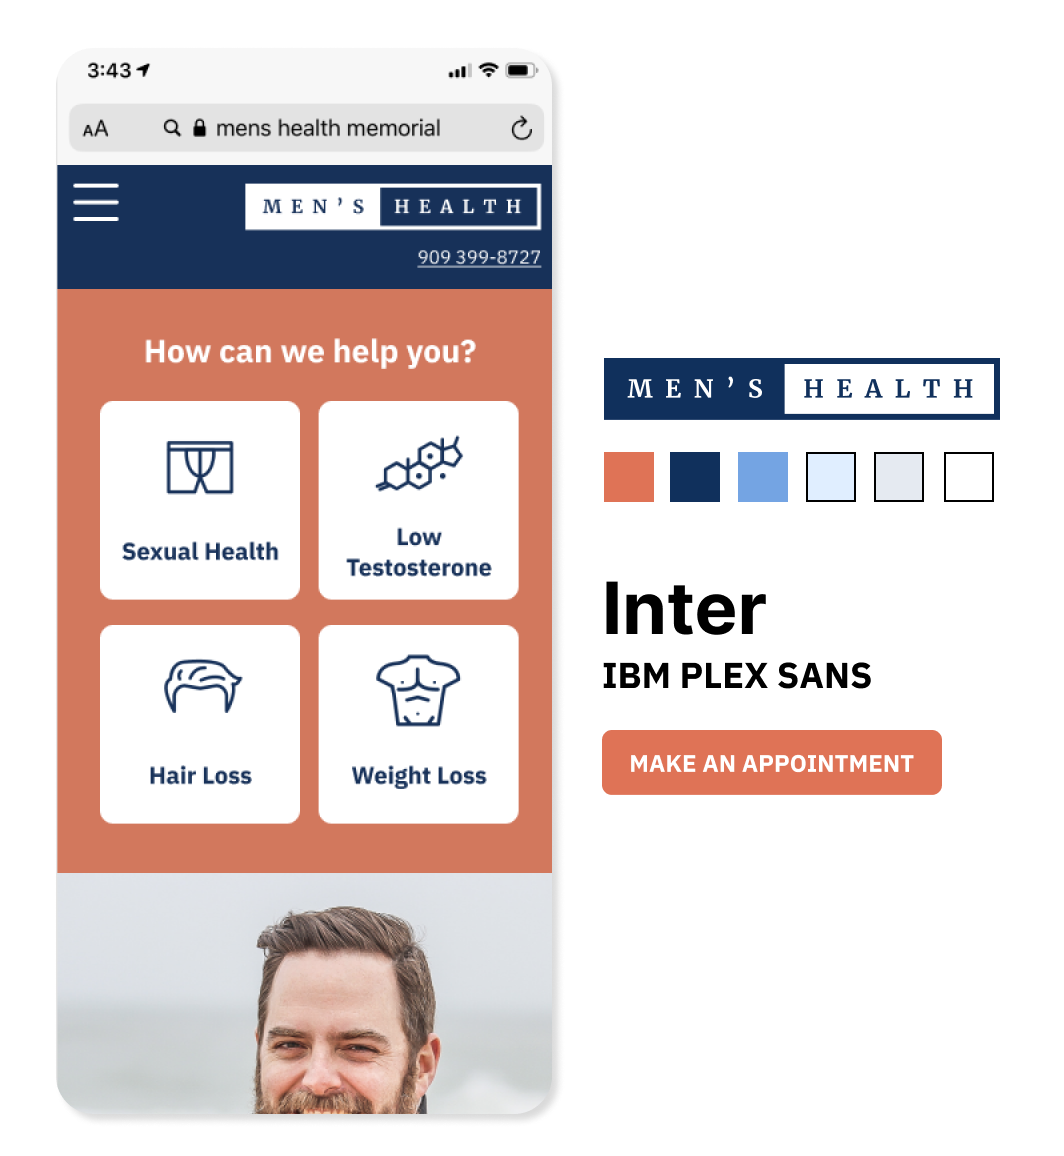 3:43
AA mens health memorial
MEN’S HEALTH
909 399-8727
How can we help you?
Sexual Health
Low
Testosterone
Hair Loss
Weight Loss
MEN’S HEALTH
Inter
IBM PLEX SANS
MAKE AN APPOINTMENT